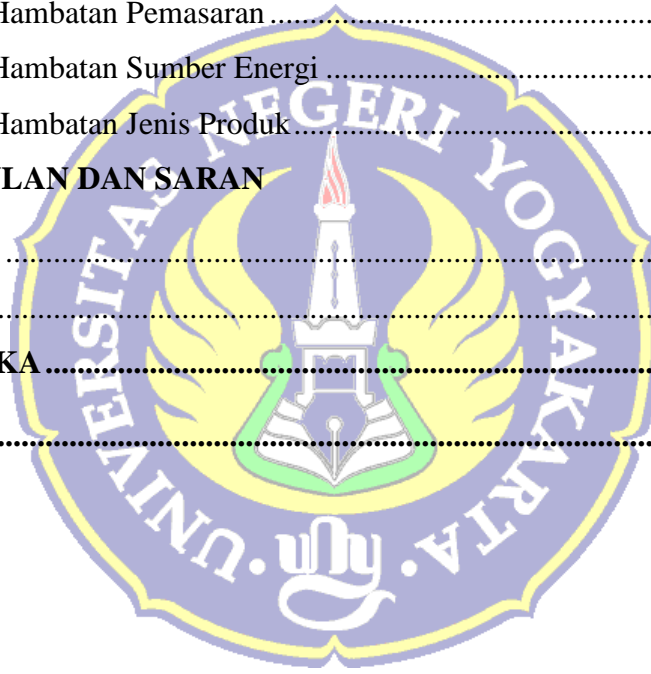 Hambatan Pemasaran ................................................................
Hambatan Sumber Energi ......................................................
Hambatan Jenis Produk ...........................................................
LAN DAN SARAN
................................................................................................
................................................................................................
KA ...........................................................................................
................................................................................................
UNIVERSITAS NEGERI YOGYAKARTA
uny